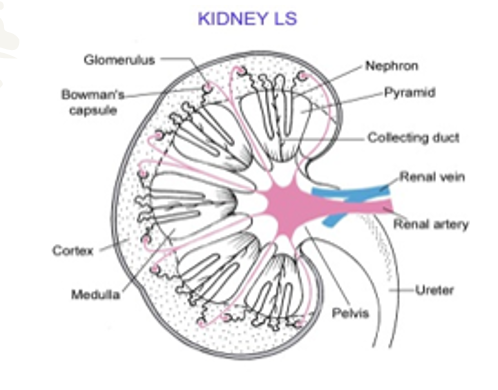 KIDNEY LS
Glomerulus
Nephron
Bowman's
capsule
Pyramid
Collecting duct
Renal vein
Renal artery
Cortex
Medulla
Ureter
Pelvis